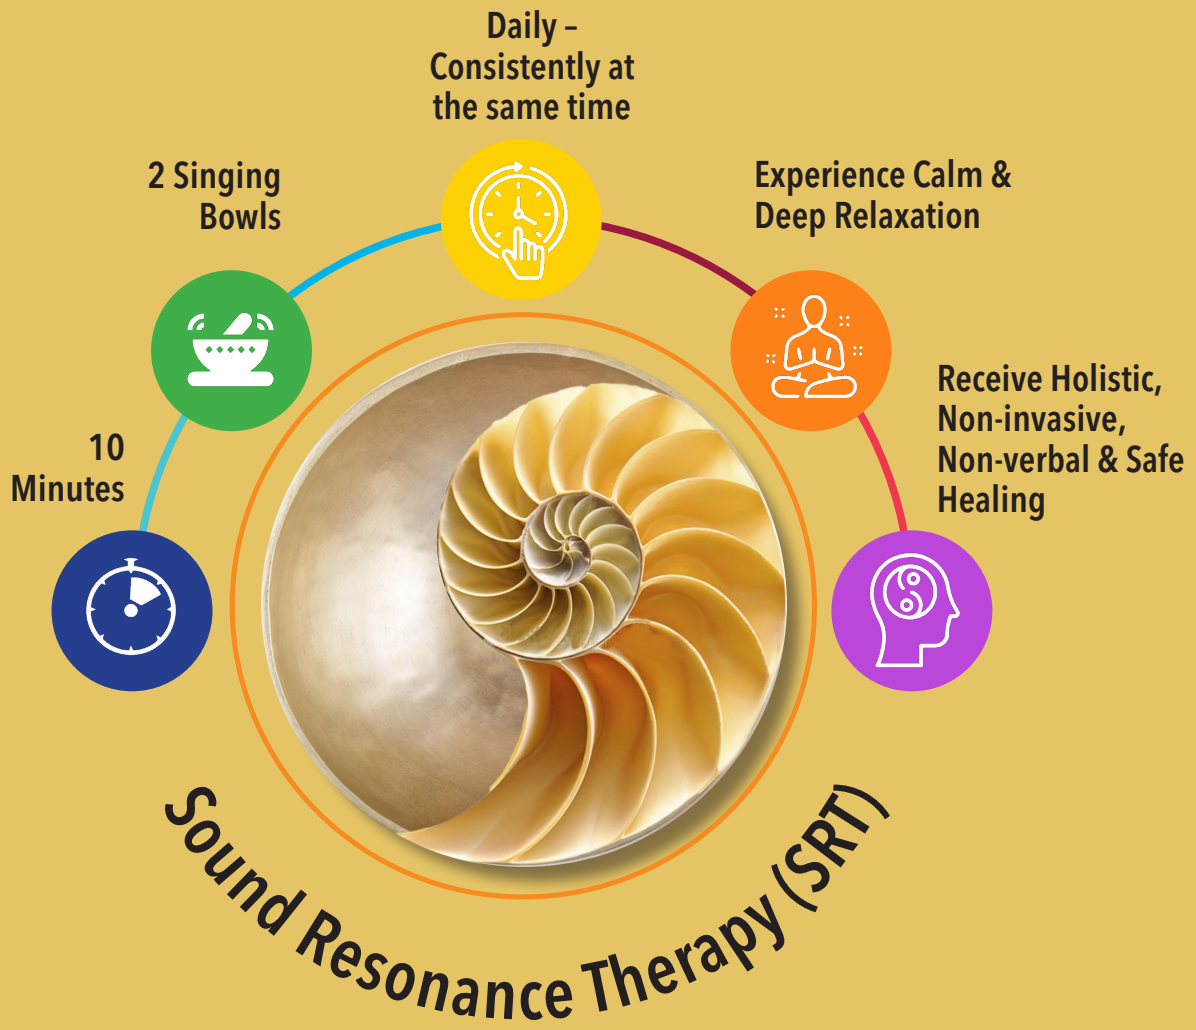 10
Minutes
2 Singing
Bowls
Daily –
Consistently at
the same time
Experience Calm &
Deep Relaxation
Receive Holistic,
Non-invasive,
Non-verbal & Safe
Healing
Sound Resonance Therapy (SRT)